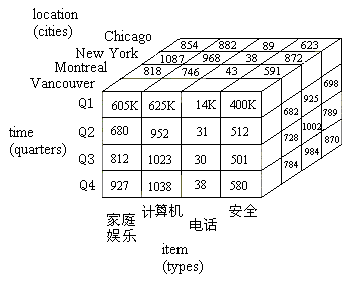 location
(cities)
Chicago
New York
Montreal
Vancouver
854 882 89 623
1087 968 38 872
818 746 43 591
time
(quarters)
Q1 605K 625K 14K 400K
Q2 680 952 31 512
Q3 812 1023 30 501
Q4 927 1038 38 580
682 925 698
728 1002 789
784 984 870
家庭
娱乐
计算机
电话
安全
item
(types)